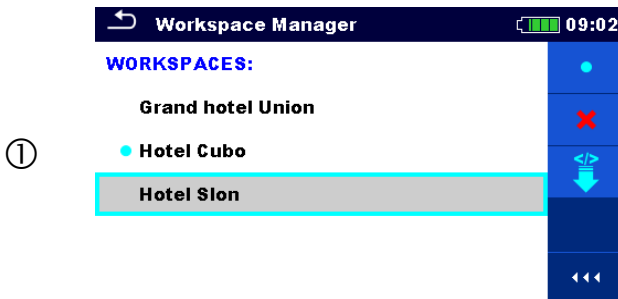 Workspace Manager 09:02
WORKSPACES:
Grand hotel Union
① Hotel Cubo
Hotel Slon